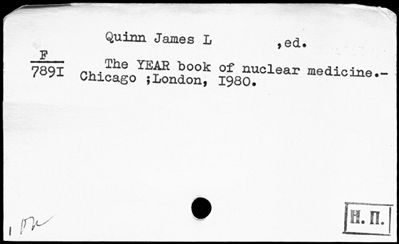 Quinn James L ,ed.
F
7891
The YEAR book of nuclear medicine.-
Chicago ;London, 1980.
Н.П.